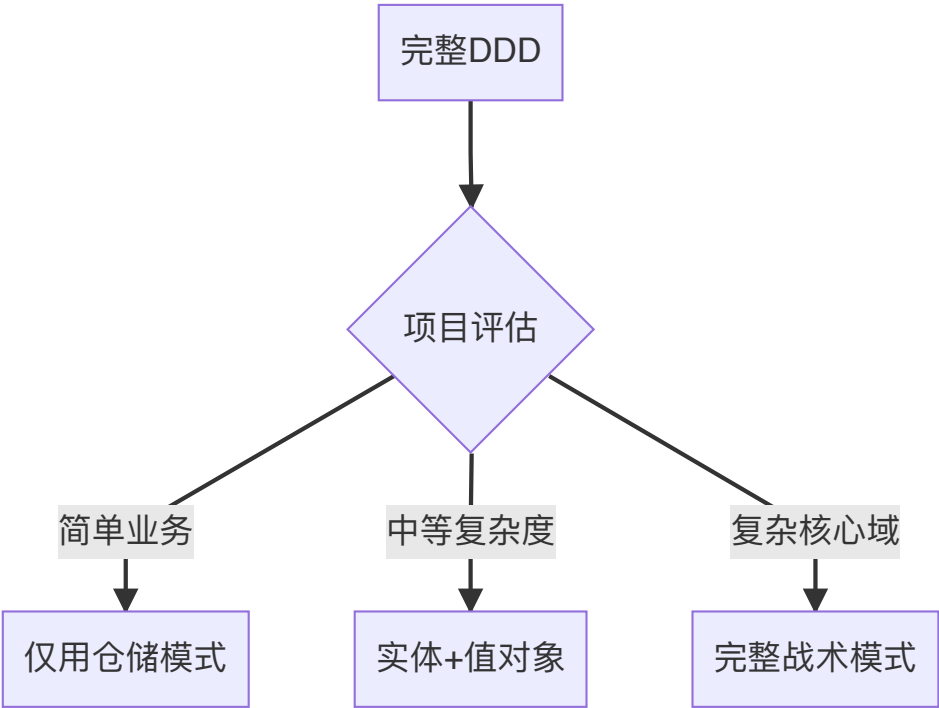 完整DDD
项目评估
简单业务
中等复杂度
复杂核心域
仅用仓储模式
实体+值对象
完整战术模式